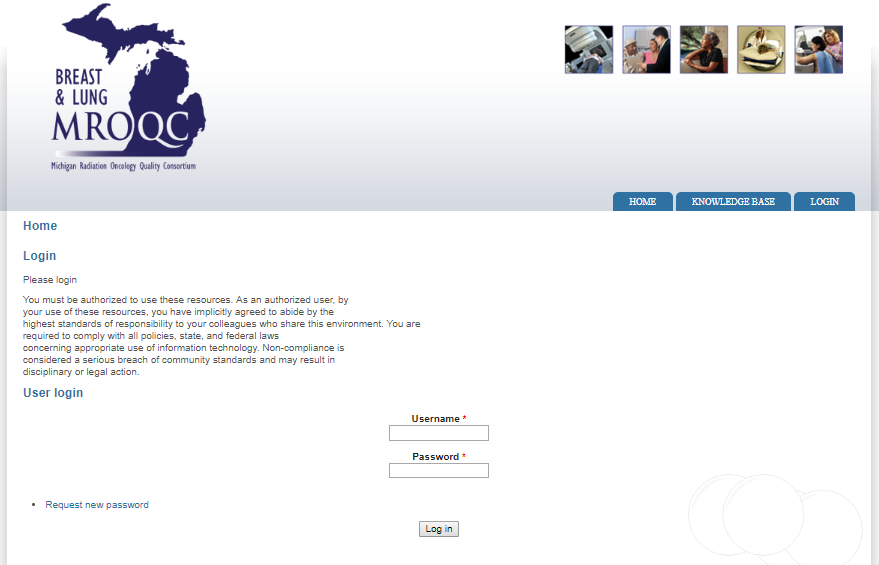 BREAST
& LUNG
MROQC
Michigan Radiation Oncology Quality Consortium
HOME
KNOWLEDGE BASE
LOGIN
Home
Login
Please login
You must be authorized to use these resources. As an authorized user, by
your use of these resources, you have implicitly agreed to abide by the
highest standards of responsibility to your colleagues who share this environment. You are
required to comply with all policies, state, and federal laws
concerning appropriate use of information technology. Non-compliance is
considered a serious breach of community standards and may result in
disciplinary or legal action.
User login
Username *
Password *
• Request new password
Log in